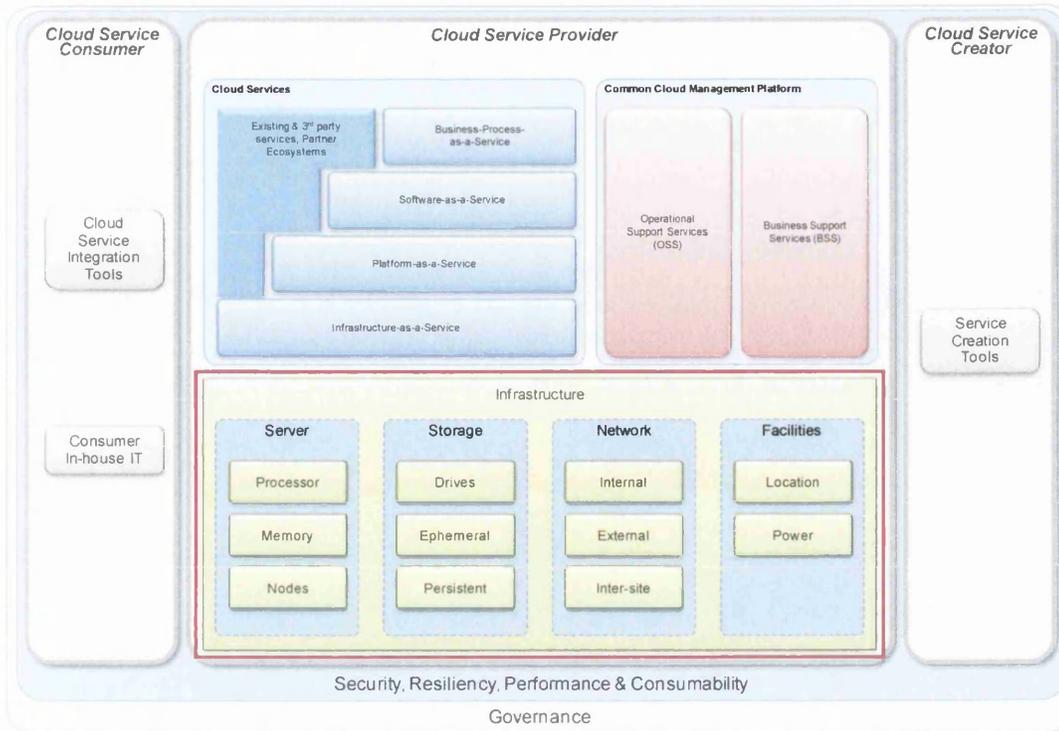 Cloud Service
Consumer
Cloud Service
Integration
Tools
Consumer
In-house IT
Cloud Service Provider
Cloud Services
Existing & 3rd party
services, Partner
Ecosystems
Business-Process-
as-a-Service
Software-as-a-Service
Platform-as-a-Service
Infrastructure-as-a-Service
Common Cloud Management Platform
Operational
Support Services
(OSS)
Business Support
Services (BSS)
Infrastructure
Server
Processor
Memory
Nodes
Storage
Drives
Ephemeral
Persistent
Network
Internal
External
Inter-site
Facilities
Location
Power
Cloud Service
Creator
Service
Creation
Tools
Security, Resiliency, Performance & Consumability
Governance